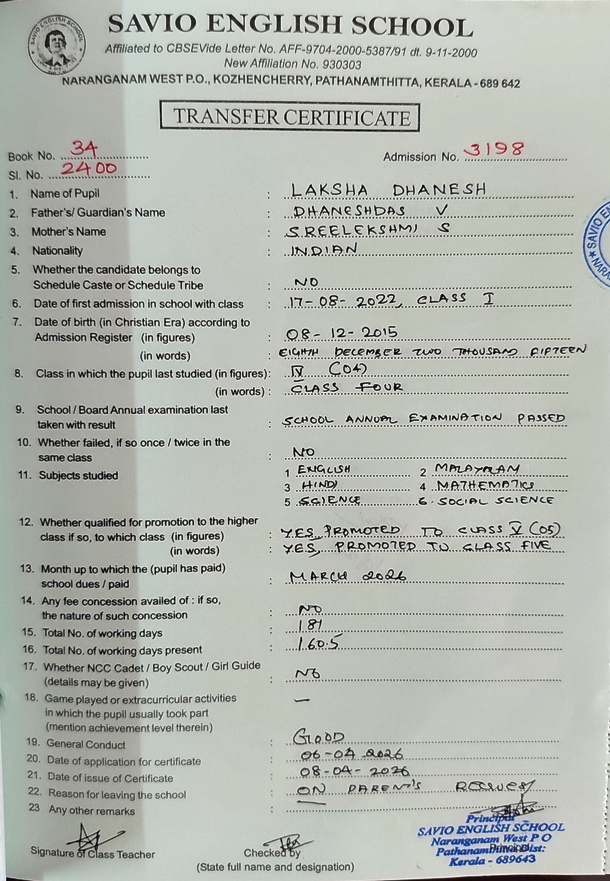 SAVIO ENGLISH SCHOOL
Affiliated to CBSEVide Letter No. AFF-9704-2000-5387/91 dt. 9-11-2000
New Affiliation No. 930303
NARANGANAM WEST P.O., KOZHENCHERRY, PATHANAMTHITTA, KERALA - 689 642
TRANSFER CERTIFICATE
Book No. 34
Admission No. 3198
Sl. No. 2400
1. Name of Pupil : LAKSHA DHANESH
2. Father's/ Guardian's Name : DHANESHDAS V
3. Mother's Name : SREELEKSHMI S
4. Nationality : INDIAN
5. Whether the candidate belongs to
Schedule Caste or Schedule Tribe : NO
6. Date of first admission in school with class : 17-08-2022, CLASS I
7. Date of birth (in Christian Era) according to
Admission Register (in figures) : 08-12-2015
(in words) : EIGHTH DECEMBER TWO THOUSAND FIFTEEN
8. Class in which the pupil last studied (in figures) : IV (04)
(in words) : CLASS FOUR
9. School / Board Annual examination last
taken with result : SCHOOL ANNUAL EXAMINATION PASSED
10. Whether failed, if so once / twice in the
same class : NO
11. Subjects studied : 1 ENGLISH 2 MALAYALAM
3 HINDI 4 MATHEMATICS
5 SCIENCE 6. SOCIAL SCIENCE
12. Whether qualified for promotion to the higher
class if so, to which class (in figures) : YES, PROMOTED TO CLASS V (05)
(in words) : YES, PROMOTED TO CLASS FIVE
13. Month up to which the (pupil has paid)
school dues / paid : MARCH 2026
14. Any fee concession availed of : if so,
the nature of such concession : NO
15. Total No. of working days : 181
16. Total No. of working days present : 160.5
17. Whether NCC Cadet / Boy Scout / Girl Guide
(details may be given) : NO
18. Game played or extracurricular activities
in which the pupil usually took part : —
(mention achievement level therein)
19. General Conduct : GOOD
20. Date of application for certificate : 06-04-2026
21. Date of issue of Certificate : 08-04-2026
22. Reason for leaving the school : ON PARENT'S REQUEST
23 Any other remarks : —
Principal
SAVIO ENGLISH SCHOOL
Naranganam West P O
Pathanamthitta Dist:
Kerala - 689643
Signature of Class Teacher
Checked by
Principal
(State full name and designation)